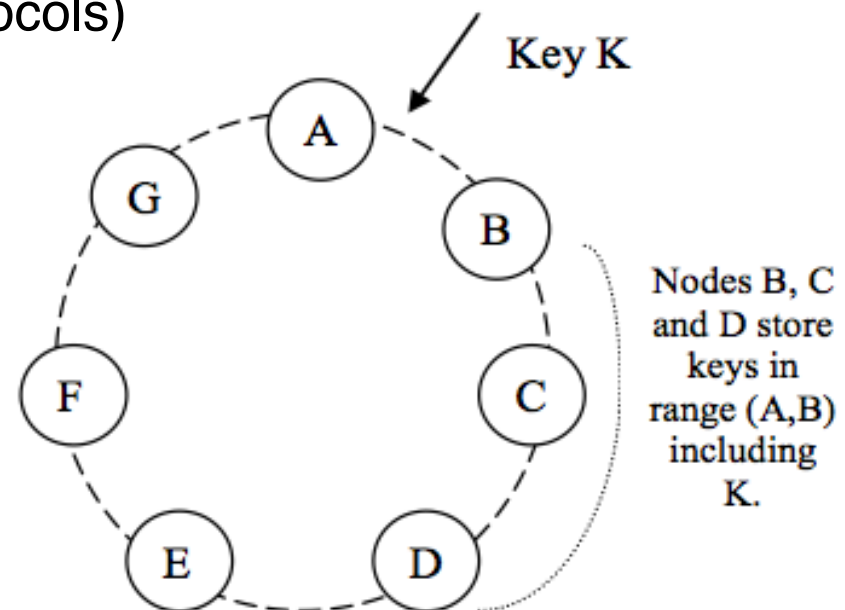 ocols)
Key K
A
G
B
Nodes B, C
and D store
keys in
range (A,B)
including
K.
F
C
E
D